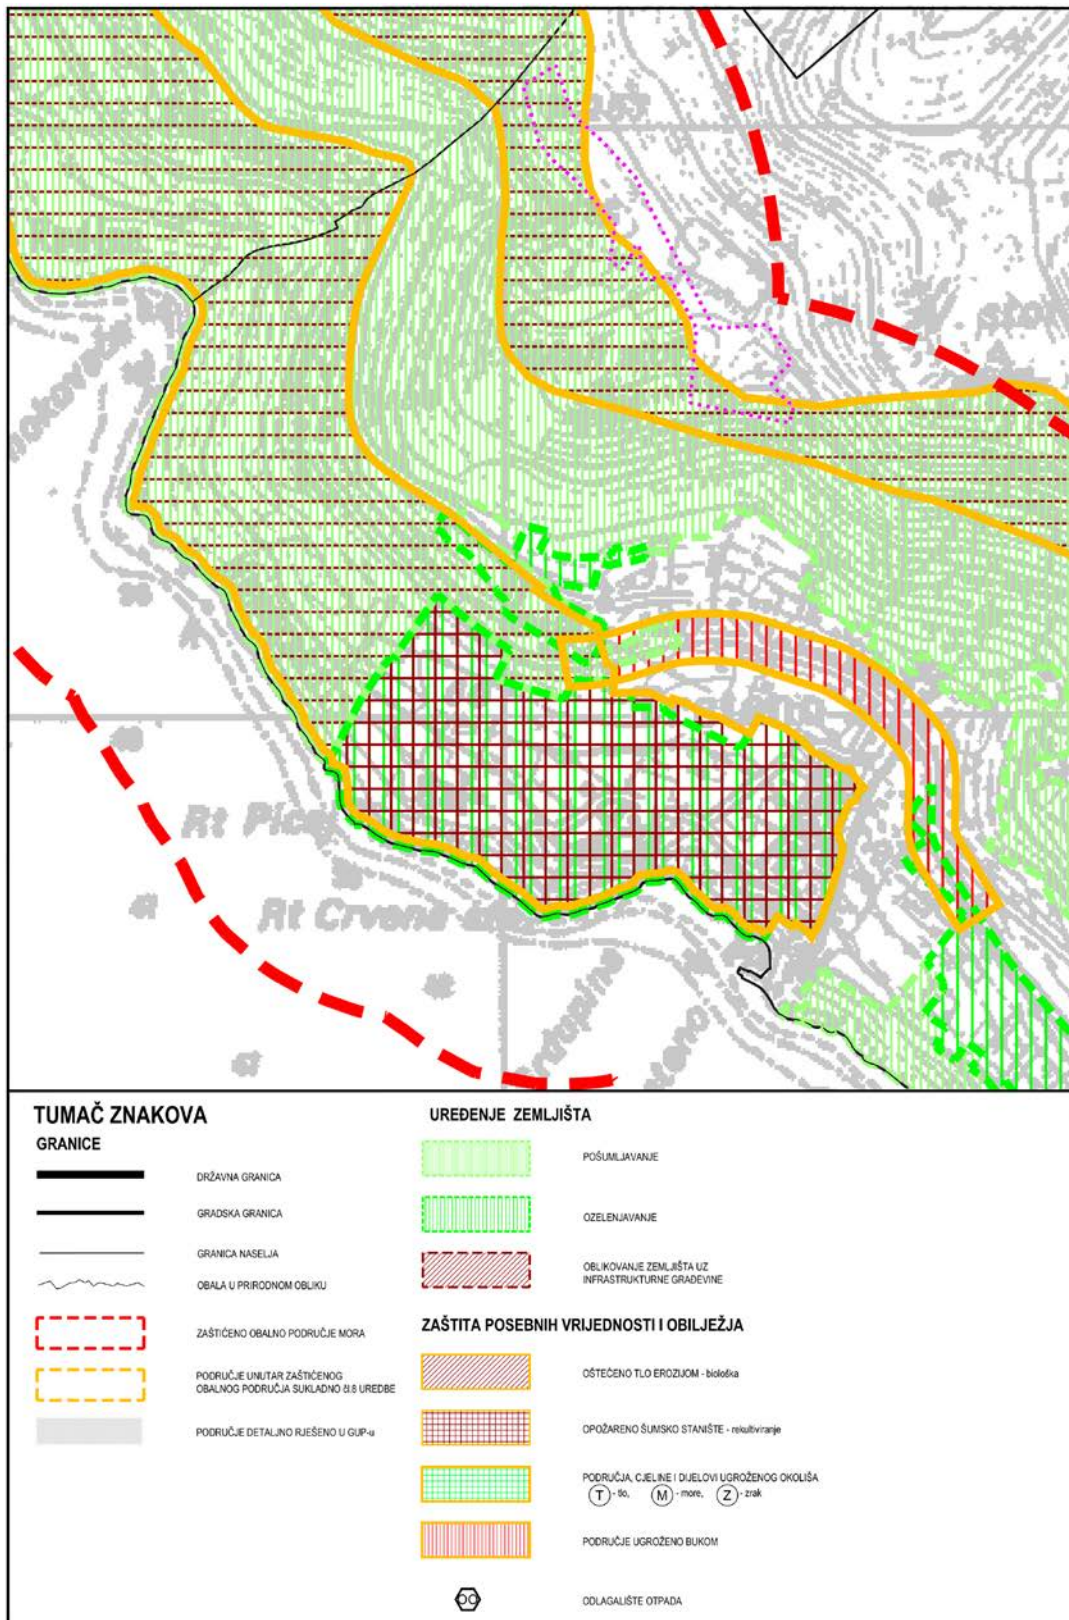 Rt
Rt Crvena
TUMAČ ZNAKOVA
GRANICE
DRŽAVNA GRANICA
GRADSKA GRANICA
GRANICA NASELJA
OBALA U PRIRODNOM OBLIKU
ZAŠTIĆENO OBALNO PODRUČJE MORA
PODRUČJE UNUTAR ZAŠTIĆENOG
OBALNOG PODRUČJA SUKLADNO čl.8 UREDBE
PODRUČJE DETALJNO RJEŠENO U GUP-u
UREĐENJE ZEMLJIŠTA
POŠUMLJAVANJE
OZELENJAVANJE
OBLIKOVANJE ZEMLJIŠTA UZ
INFRASTRUKTURNE GRAĐEVINE
ZAŠTITA POSEBNIH VRIJEDNOSTI I OBILJEŽJA
OŠTEĆENO TLO EROZIJOM - biološka
OPOŽARENO ŠUMSKO STANIŠTE - rekultiviranje
PODRUČJA, CJELINE I DIJELOVI UGROŽENOG OKOLIŠA
T - tlo, M - more, Z - zrak
PODRUČJE UGROŽENO BUKOM
ODLAGALIŠTE OTPADA